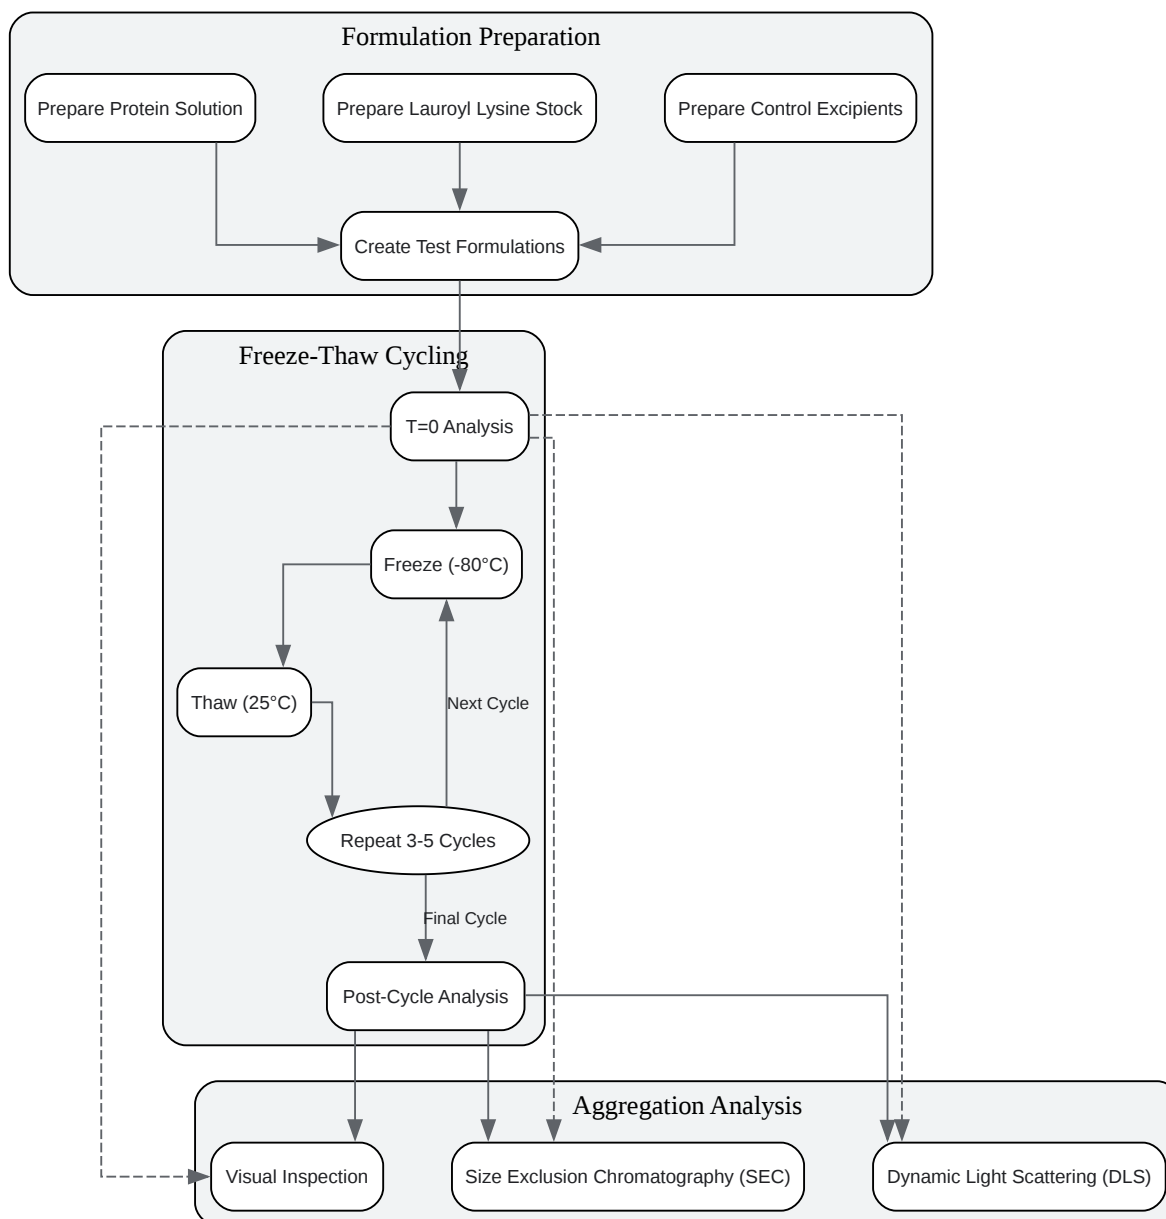 Formulation Preparation
Prepare Protein Solution
Prepare Lauroyl Lysine Stock
Prepare Control Excipients
Create Test Formulations
Freeze-Thaw Cycling
T=0 Analysis
Freeze (-80°C)
Thaw (25°C)
Next Cycle
Repeat 3-5 Cycles
Final Cycle
Post-Cycle Analysis
Aggregation Analysis
Visual Inspection
Size Exclusion Chromatography (SEC)
Dynamic Light Scattering (DLS)